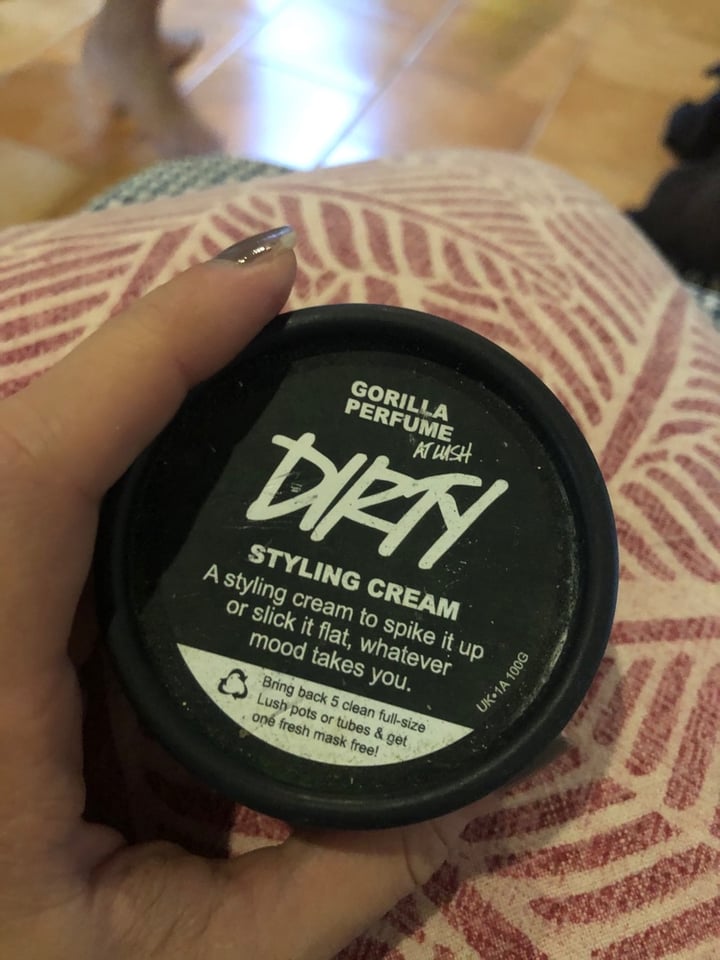 GORILLA
PERFUME
AT LUSH
DIRTY
STYLING CREAM
A styling cream to spike it up
or slick it flat, whatever
mood takes you.
Bring back 5 clean full-size
Lush pots or tubes & get
one fresh mask free!
UK•1A 100G